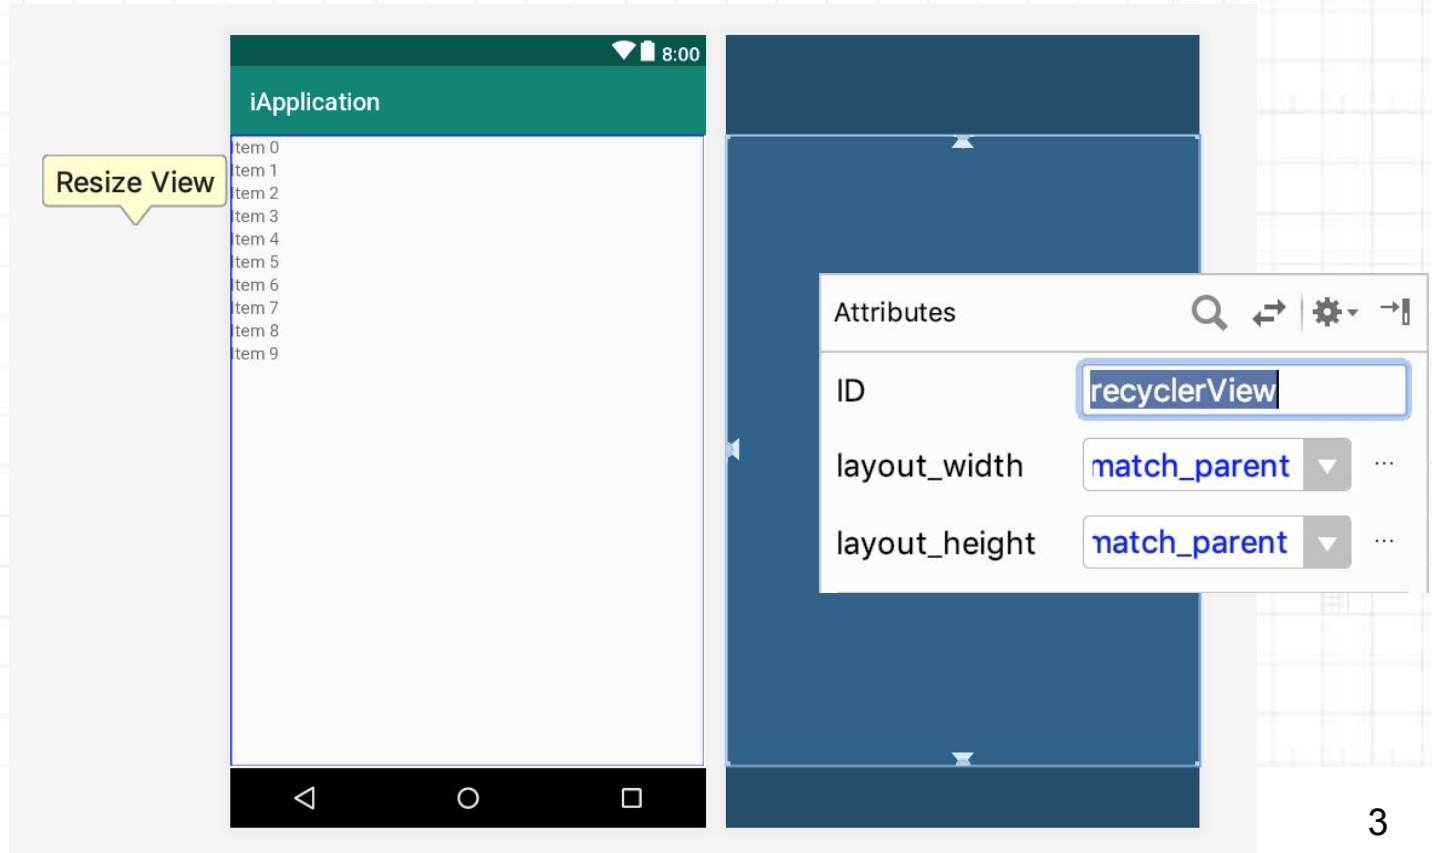 8:00
iApplication
Resize View
Item 0
Item 1
Item 2
Item 3
Item 4
Item 5
Item 6
Item 7
Item 8
Item 9
Attributes
ID recyclerView
layout_width match_parent ...
layout_height match_parent ...
3